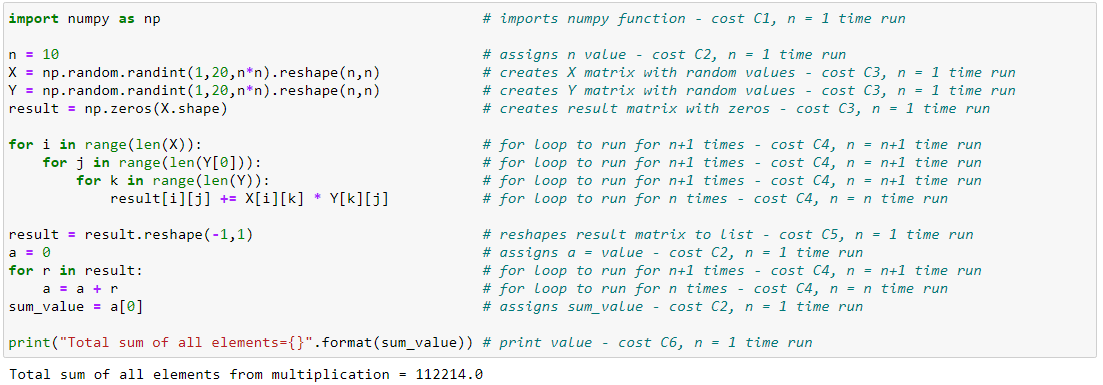 import numpy as np # imports numpy function - cost C1, n = 1 time run
n = 10 # assigns n value - cost C2, n = 1 time run
X = np.random.randint(1,20,n*n).reshape(n,n) # creates X matrix with random values - cost C3, n = 1 time run
Y = np.random.randint(1,20,n*n).reshape(n,n) # creates Y matrix with random values - cost C3, n = 1 time run
result = np.zeros(X.shape) # creates result matrix with zeros - cost C3, n = 1 time run
for i in range(len(X)): # for loop to run for n+1 times - cost C4, n = n+1 time run
    for j in range(len(Y[0])): # for loop to run for n+1 times - cost C4, n = n+1 time run
        for k in range(len(Y)): # for loop to run for n+1 times - cost C4, n = n+1 time run
            result[i][j] += X[i][k] * Y[k][j] # for loop to run for n times - cost C4, n = n time run
result = result.reshape(-1,1) # reshapes result matrix to list - cost C5, n = 1 time run
a = 0 # assigns a = value - cost C2, n = 1 time run
for r in result: # for loop to run for n+1 times - cost C4, n = n+1 time run
    a = a + r # for loop to run for n times - cost C4, n = n time run
sum_value = a[0] # assigns sum_value - cost C2, n = 1 time run
print("Total sum of all elements={}".format(sum_value)) # print value - cost C6, n = 1 time run
Total sum of all elements from multiplication = 112214.0